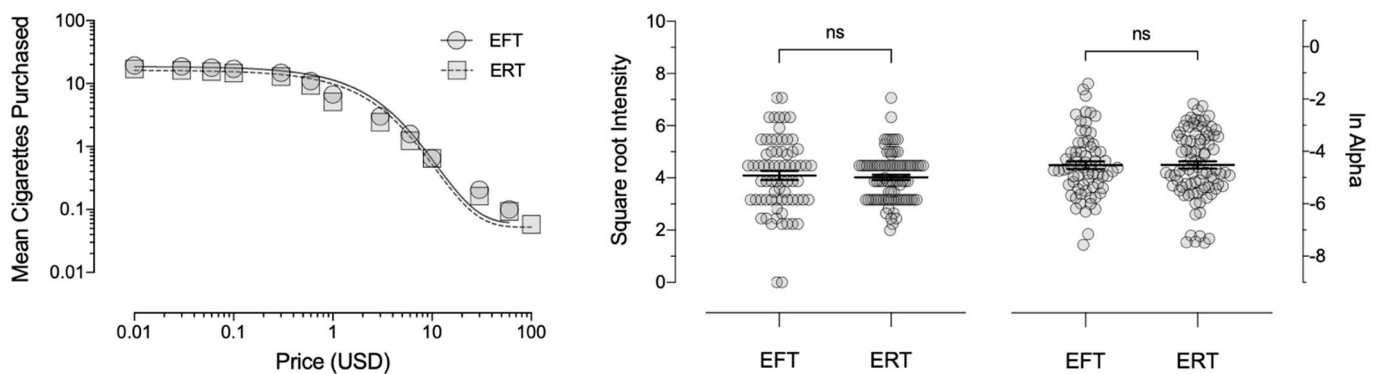 Mean Cigarettes Purchased
100
10
1
0.1
0.01
0.01
0.1
1
10
100
Price (USD)
EFT
ERT
Square root Intensity
10
8
6
4
2
0
ns
EFT
ERT
ns
EFT
ERT
0
-2
-4
-6
-8
ln Alpha